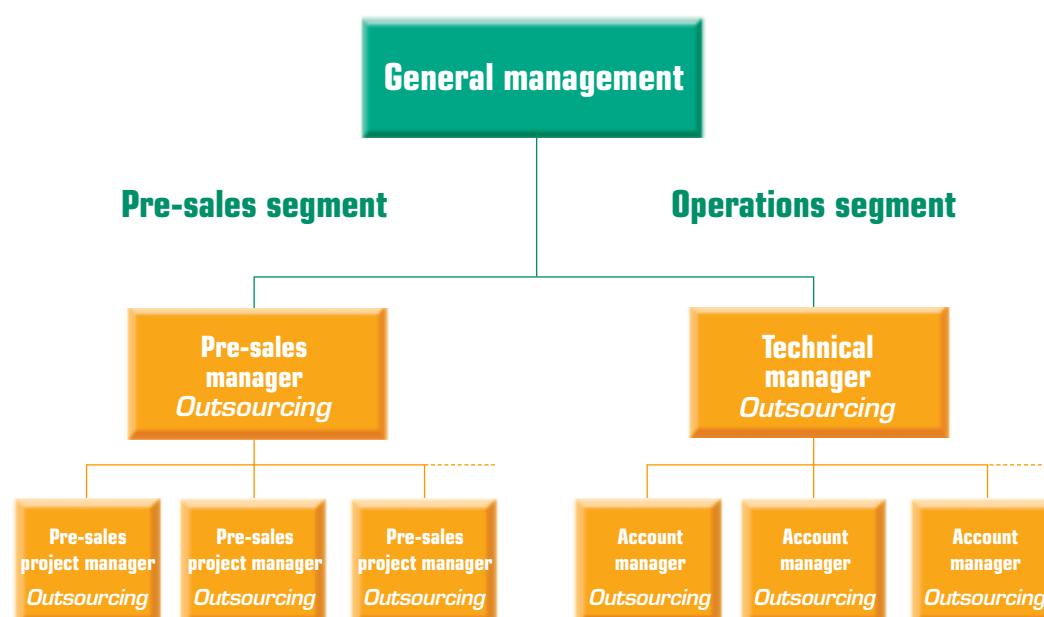 General management
Pre-sales segment
Operations segment
Pre-sales
manager
Outsourcing
Technical
manager
Outsourcing
Pre-sales
project manager
Outsourcing
Pre-sales
project manager
Outsourcing
Pre-sales
project manager
Outsourcing
Account
manager
Outsourcing
Account
manager
Outsourcing
Account
manager
Outsourcing